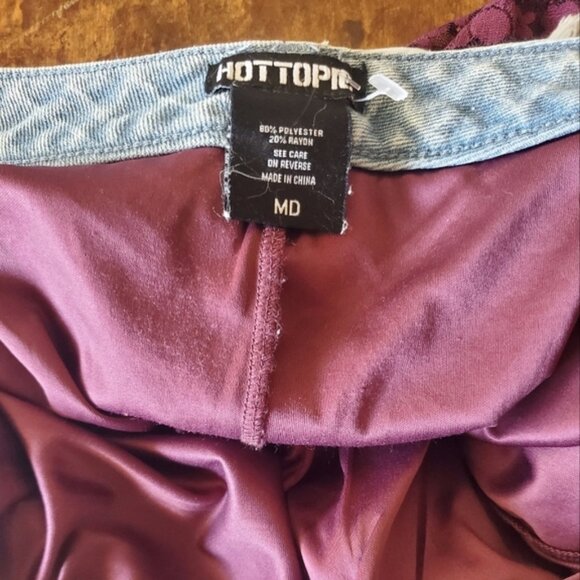 HOTTOPIC
80% POLYESTER
20% RAYON
SEE CARE
ON REVERSE
MADE IN CHINA
MD